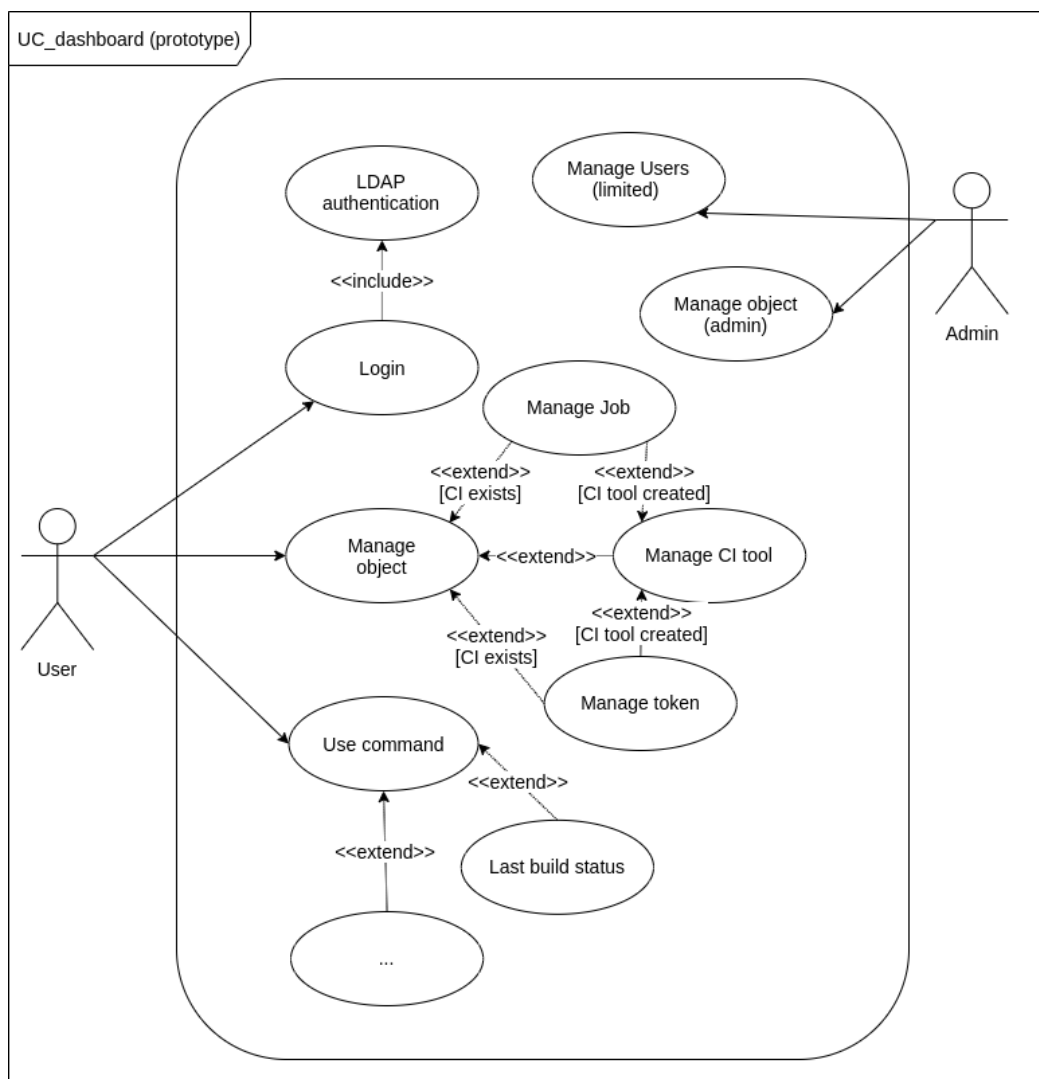 UC_dashboard (prototype)
LDAP
authentication
Manage Users
(limited)
<<include>>
Manage object
(admin)
Admin
Login
Manage Job
<<extend>>
[CI exists]
<<extend>>
[CI tool created]
Manage
object
<<extend>>
Manage CI tool
<<extend>>
[CI exists]
<<extend>>
[CI tool created]
User
Manage token
Use command
<<extend>>
<<extend>>
Last build status
...